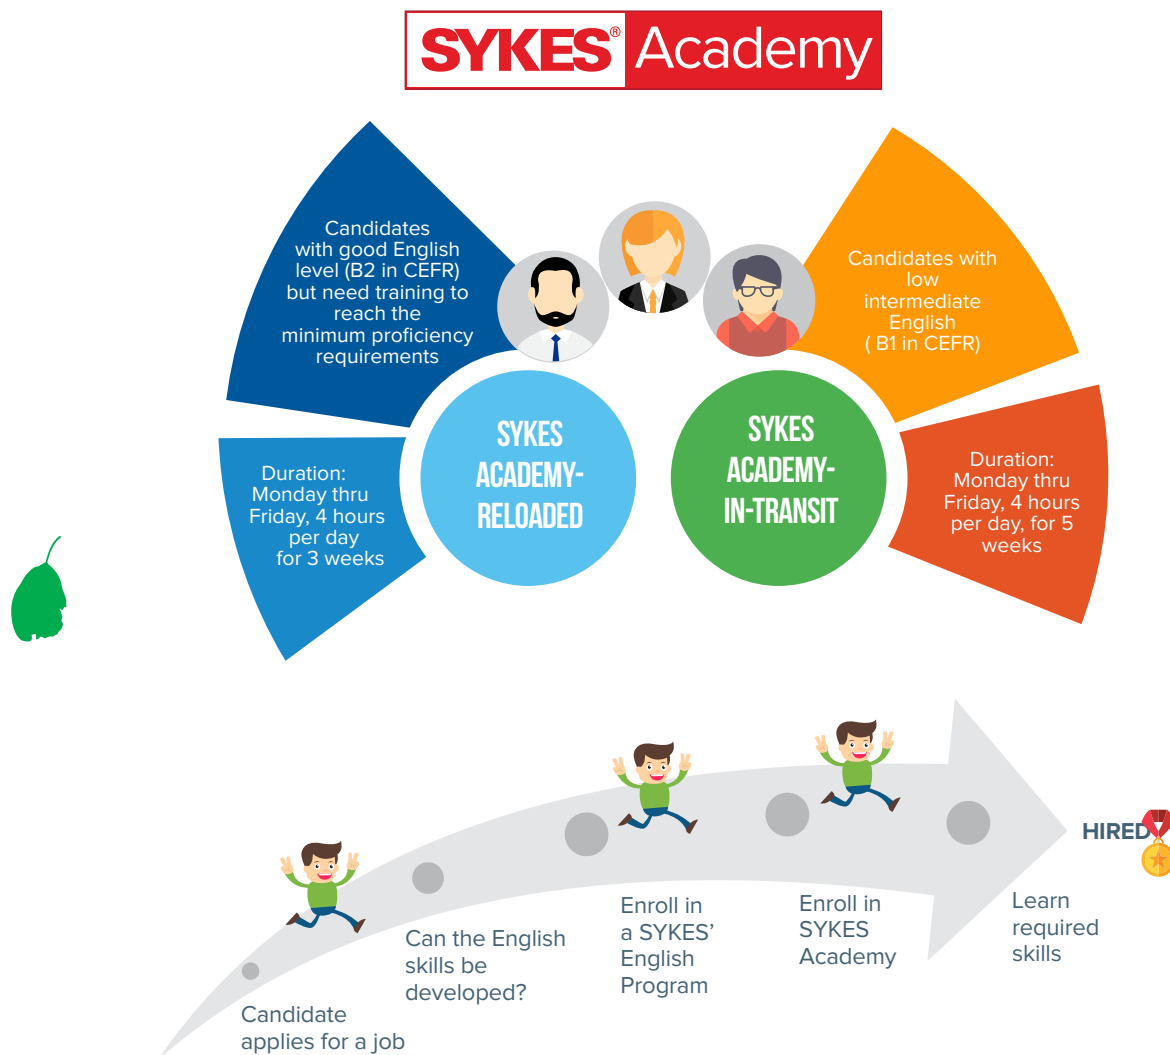 SYKES® Academy
Candidates
with good English
level (B2 in CEFR)
but need training to
reach the
minimum proficiency
requirements
Candidates with
low
intermediate
English
( B1 in CEFR)
SYKES
ACADEMY-
RELOADED
SYKES
ACADEMY-
IN-TRANSIT
Duration:
Monday thru
Friday, 4 hours
per day
for 3 weeks
Duration:
Monday thru
Friday, 4 hours
per day, for 5
weeks
Candidate
applies for a job
Can the English
skills be
developed?
Enroll in
a SYKES’
English
Program
Enroll in
SYKES
Academy
Learn
required
skills
HIRED